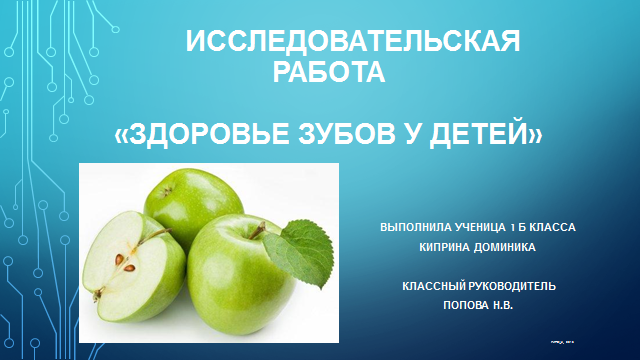 ИССЛЕДОВАТЕЛЬСКАЯ
РАБОТА
«ЗДОРОВЬЕ ЗУБОВ У ДЕТЕЙ»
ВЫПОЛНИЛА УЧЕНИЦА 1 Б КЛАССА
КИПРИНА ДОМИНИКА
КЛАССНЫЙ РУКОВОДИТЕЛЬ
ПОПОВА Н.В.